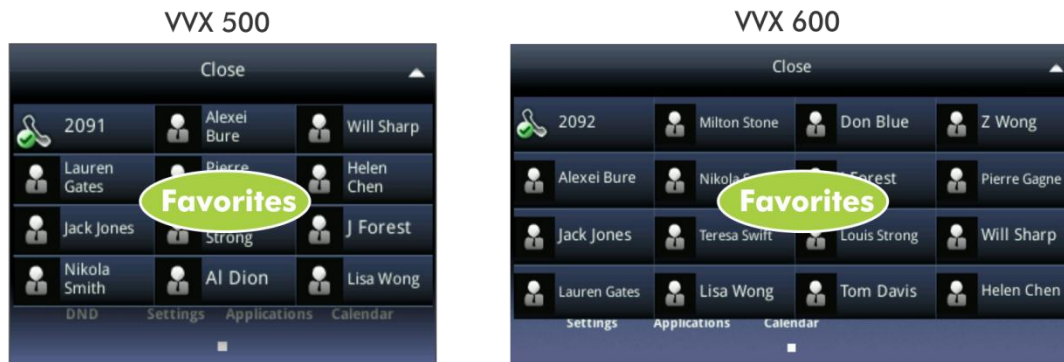 VVX 500
VVX 600
Close
2091
Alexei
Bure
Will Sharp
Lauren
Gates
Pierre
Helen
Chen
Jack Jones
Strong
J Forest
Nikola
Smith
Al Dion
Lisa Wong
Favorites
DND Settings Applications Calendar
Close
2092
Milton Stone
Don Blue
Z Wong
Alexei Bure
Nikola
Forest
Pierre Gagne
Jack Jones
Teresa Swift
Louis Strong
Will Sharp
Lauren Gates
Lisa Wong
Tom Davis
Helen Chen
Favorites
Settings Applications Calendar